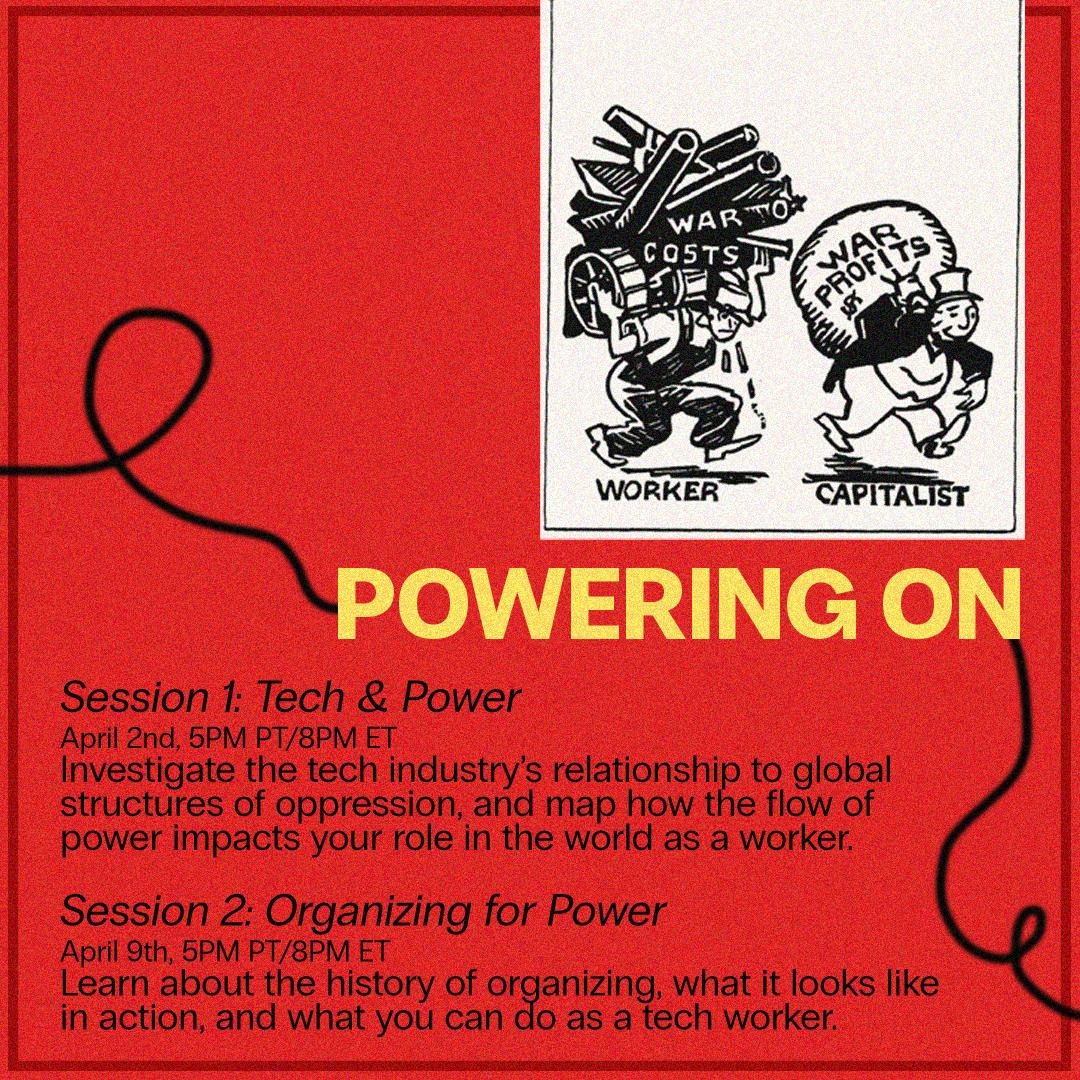 WAR
COSTS
WAR
PROFITS
$
WORKER
CAPITALIST
POWERING ON
Session 1: Tech & Power
April 2nd, 5PM PT/8PM ET
Investigate the tech industry’s relationship to global
structures of oppression, and map how the flow of
power impacts your role in the world as a worker.
Session 2: Organizing for Power
April 9th, 5PM PT/8PM ET
Learn about the history of organizing, what it looks like
in action, and what you can do as a tech worker.